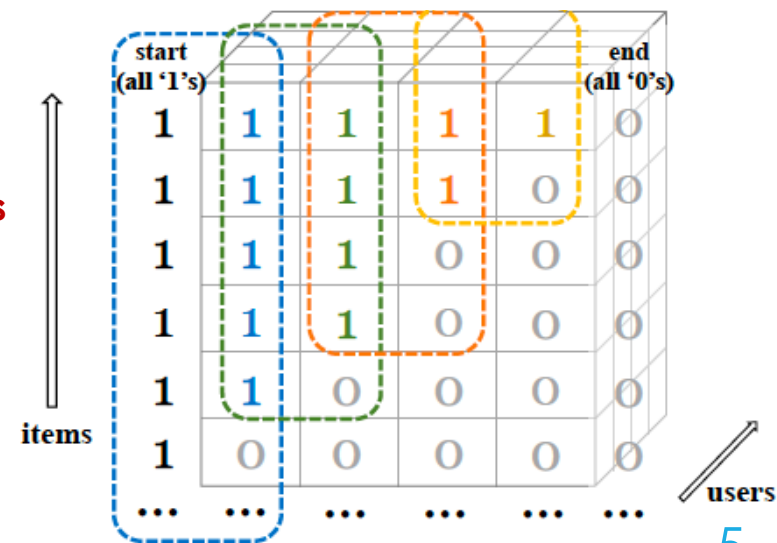 start end
(all ‘1’s) (all ‘0’s)
1 1 1 1 1 0
1 1 1 1 0 0
s
1 1 1 0 0 0
1 1 1 0 0 0
1 1 0 0 0 0
items
1 0 0 0 0 0
users
... ... ... ... ... ...
5